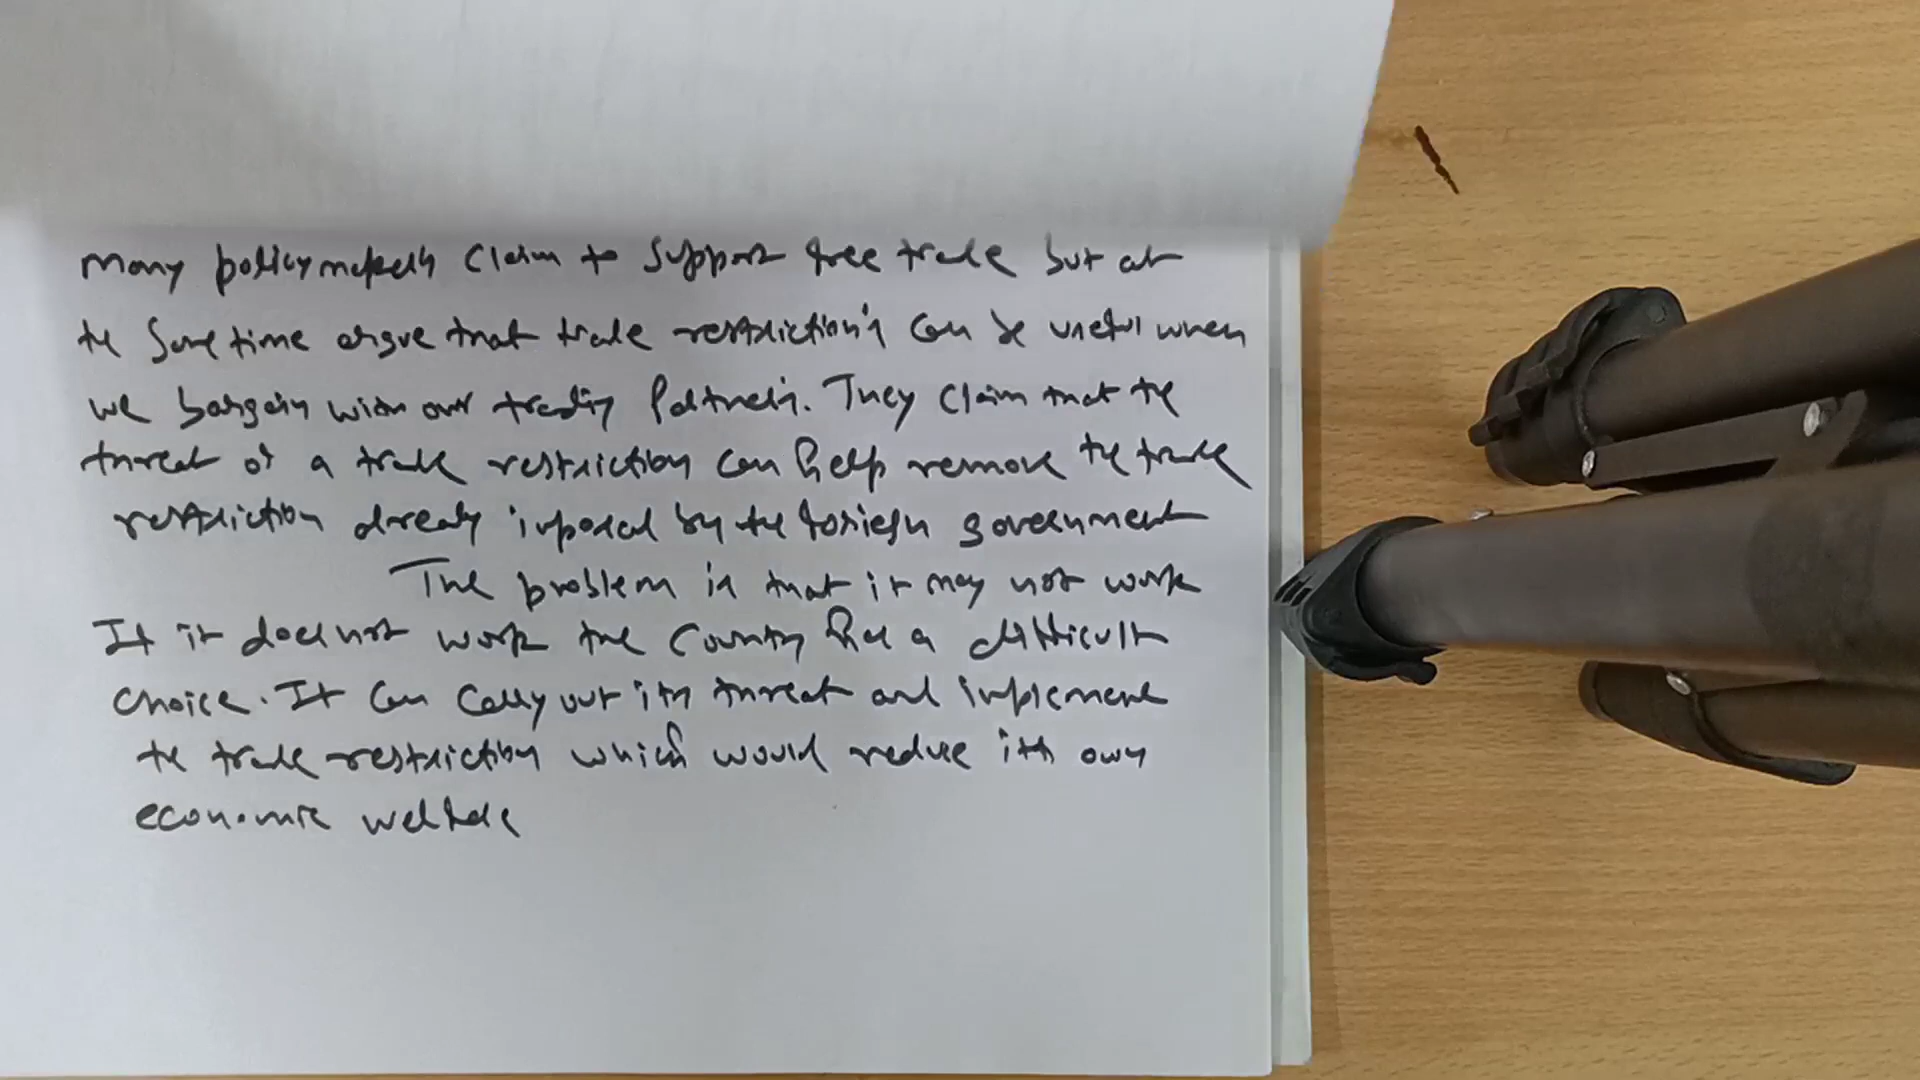 many policymakers claim to support free trade but at
the same time argue that trade restriction's can be useful when
we bargain with our trading Partners. They claim that the
threat of a trade restriction can help remove the trade
restriction already imposed by the foriegn government
The problem is that it may not work
If it does not work the country has a difficult
choice. It can carry out its threat and implement
the trade restriction which would reduce its own
economic welfare